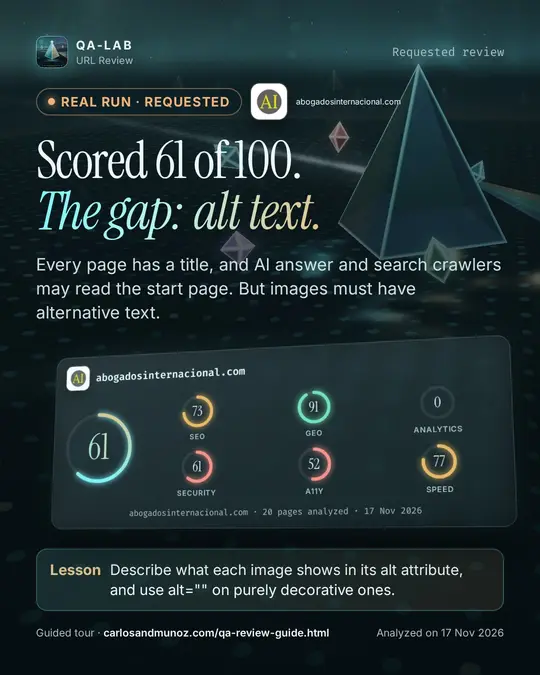 QA-LAB
URL Review
Requested review
REAL RUN · REQUESTED
AI
abogadosinternacional.com
Scored 61 of 100.
The gap: alt text.
Every page has a title, and AI answer and search crawlers
may read the start page. But images must have
alternative text.
AI
abogadosinternacional.com
61
73
SEO
91
GEO
0
ANALYTICS
61
SECURITY
52
A11Y
77
SPEED
abogadosinternacional.com · 20 pages analyzed · 17 Nov 2026
Lesson Describe what each image shows in its alt attribute,
and use alt="" on purely decorative ones.
Guided tour · carlosandmunoz.com/qa-review-guide.html
Analyzed on 17 Nov 2026